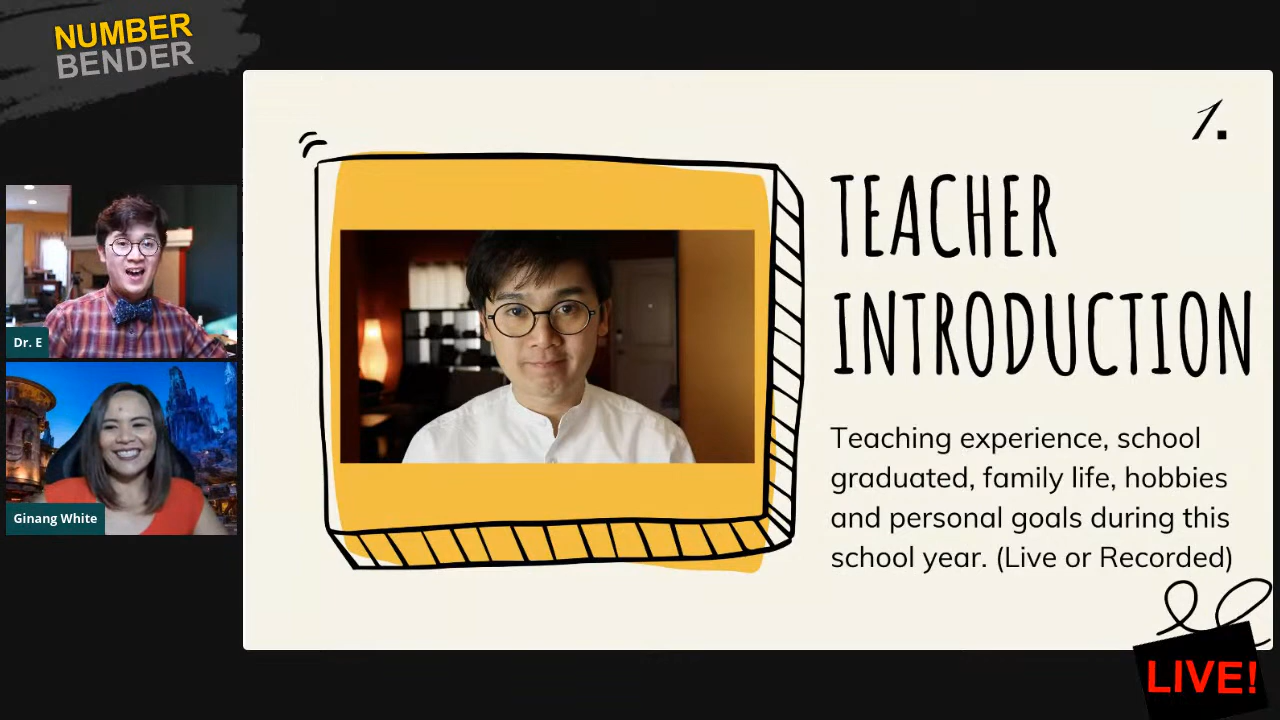 NUMBER
BENDER
Dr. E
Ginang White
1.
TEACHER
INTRODUCTION
Teaching experience, school
graduated, family life, hobbies
and personal goals during this
school year. (Live or Recorded)
LIVE!